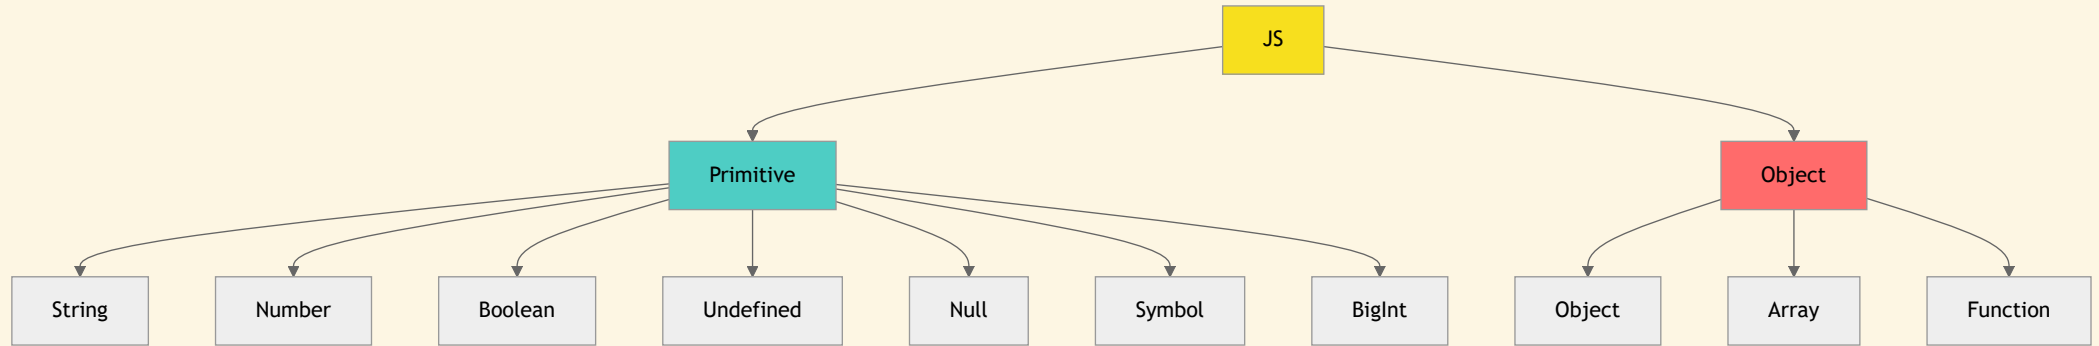 JS
Primitive
Object
String
Number
Boolean
Undefined
Null
Symbol
BigInt
Object
Array
Function